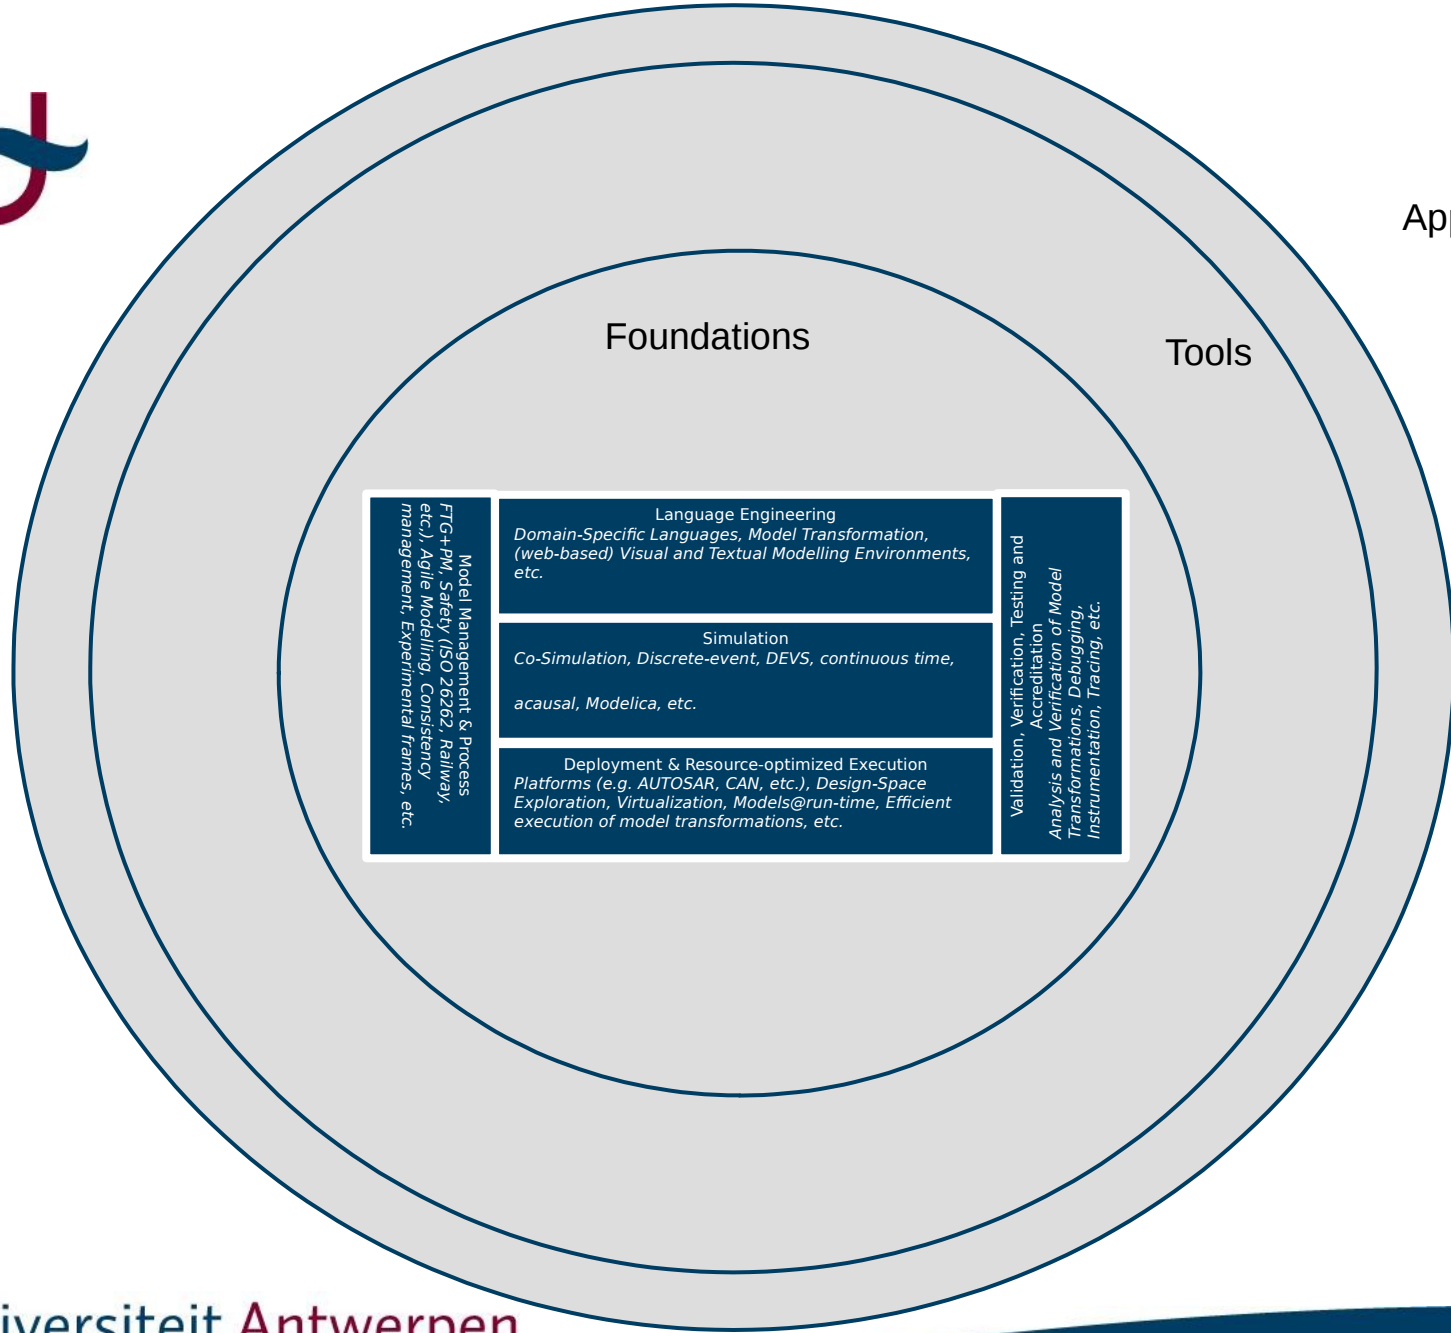 App
Foundations
Tools
Model Management & Process
FTG+PM, Safety (ISO 26262, Railway,
etc,), Agile Modelling, Consistency
management, Experimental frames, etc.
Language Engineering
Domain-Specific Languages, Model Transformation,
(web-based) Visual and Textual Modelling Environments,
etc.
Simulation
Co-Simulation, Discrete-event, DEVS, continuous time,
acausal, Modelica, etc.
Deployment & Resource-optimized Execution
Platforms (e.g. AUTOSAR, CAN, etc.), Design-Space
Exploration, Virtualization, Models@run-time, Efficient
execution of model transformations, etc.
Validation, Verification, Testing and
Accreditation
Analysis and Verification of Model
Transformations, Debugging,
Instrumentation, Tracing, etc.
iversiteit Antwerpen